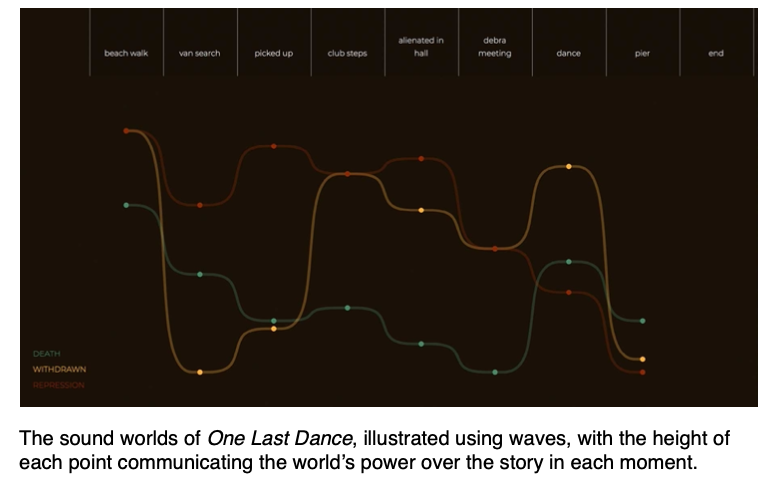 beach walk
van search
picked up
club steps
alienated in
hall
debra
meeting
dance
pier
end
DEATH
WITHDRAWN
REPRESSION
The sound worlds of One Last Dance, illustrated using waves, with the height of
each point communicating the world’s power over the story in each moment.